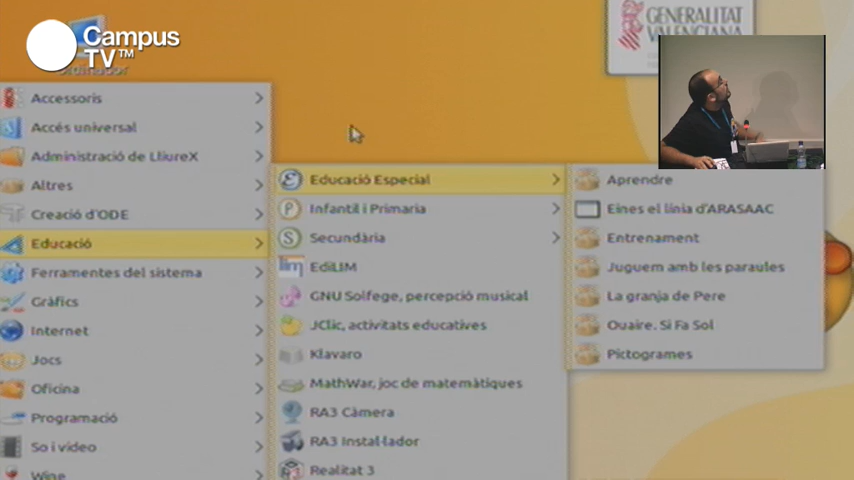 Campus
TV™
Ordinador
GENERALITAT
VALENCIANA
Accessoris
Accés universal
Administració de LliureX
Altres
Creació d'ODE
Educació
Ferramentes del sistema
Gràfics
Internet
Jocs
Oficina
Programació
So i vídeo
Wine
Educació Especial
Infantil i Primaria
Secundària
EdiLIM
GNU Solfege, percepció musical
JClic, activitats educatives
Klavaro
MathWar, joc de matemàtiques
RA3 Càmera
RA3 Instal·lador
Realitat 3
Aprendre
Eines el línia d'ARASAAC
Entrenament
Juguem amb les paraules
La granja de Pere
Ouaire. Si Fa Sol
Pictogrames